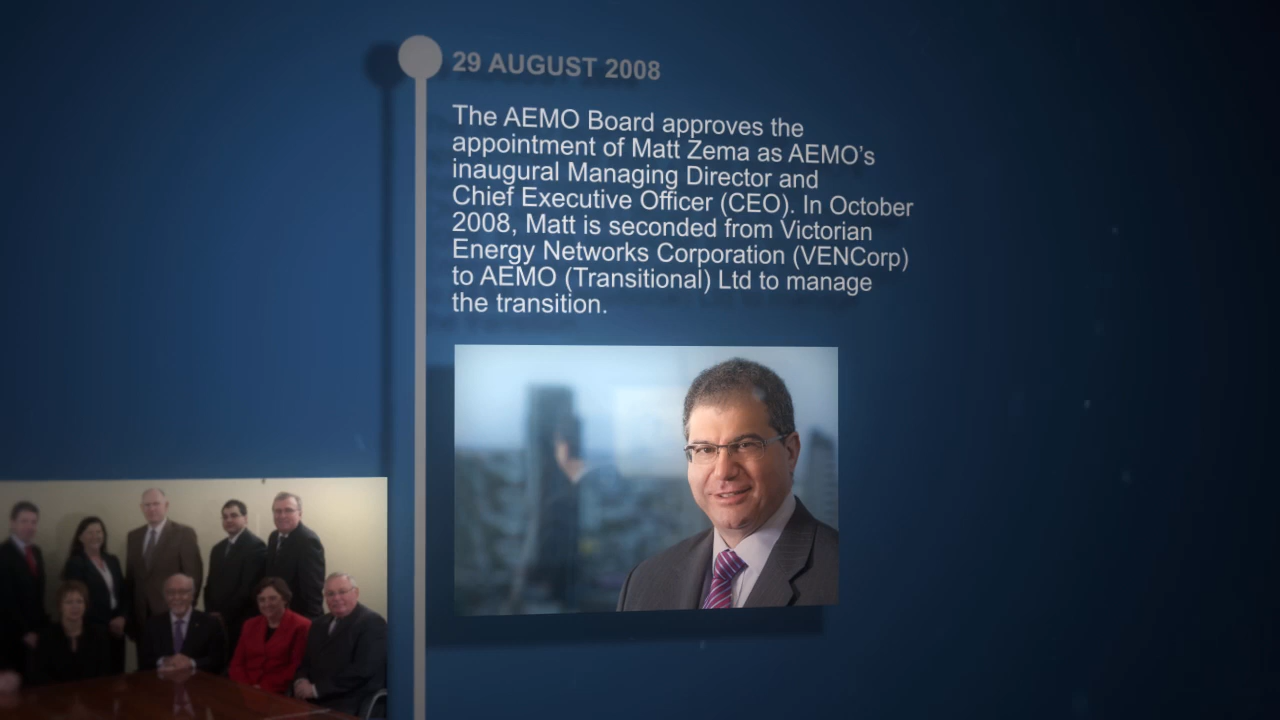 29 AUGUST 2008
The AEMO Board approves the
appointment of Matt Zema as AEMO’s
inaugural Managing Director and
Chief Executive Officer (CEO). In October
2008, Matt is seconded from Victorian
Energy Networks Corporation (VENCorp)
to AEMO (Transitional) Ltd to manage
the transition.